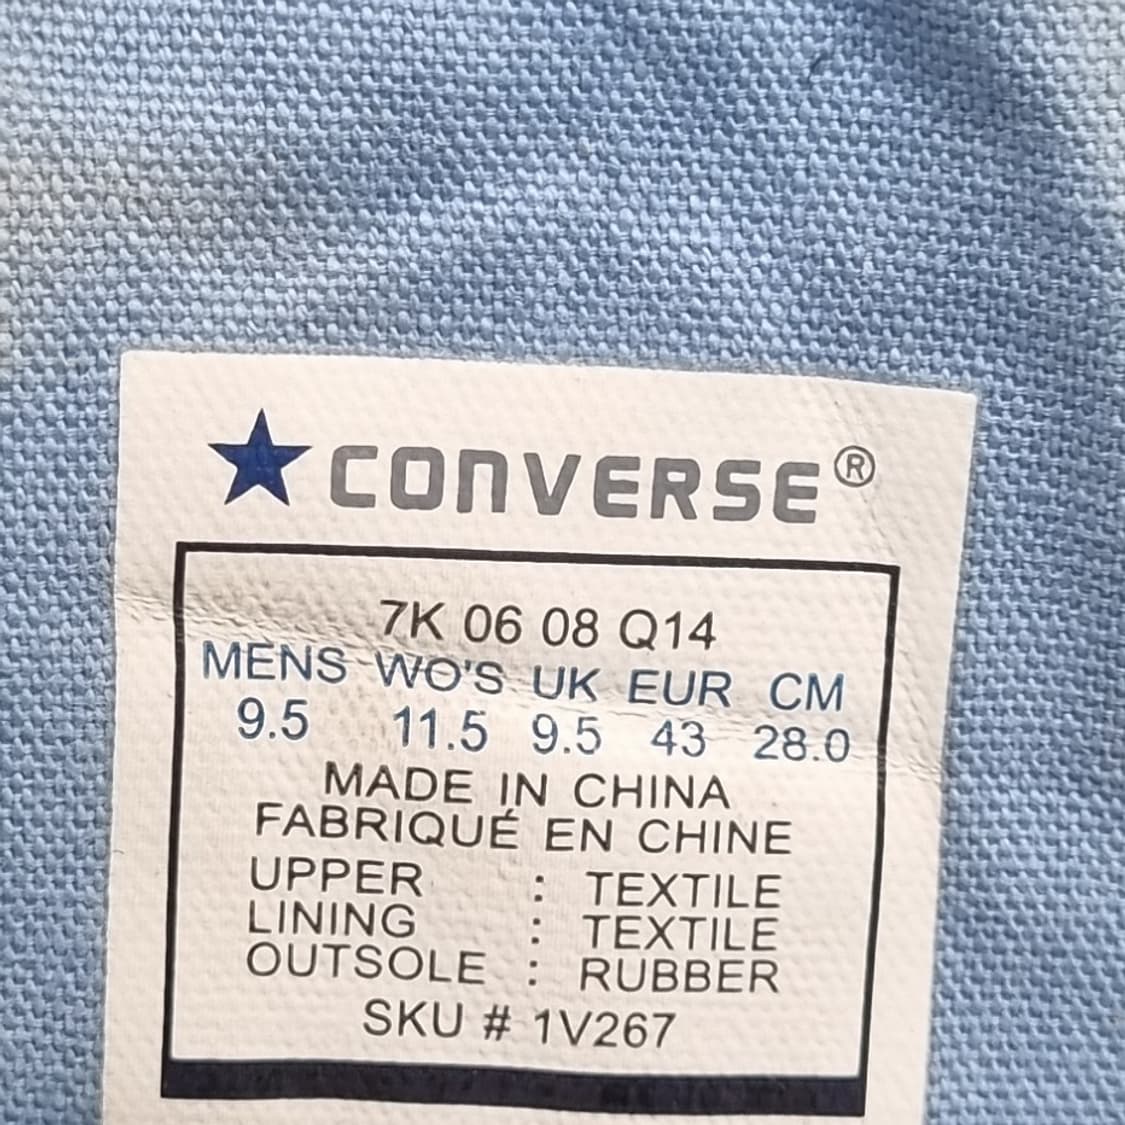 CONVERSE®
7K 06 08 Q14
MENS WO'S UK EUR CM
9.5 11.5 9.5 43 28.0
MADE IN CHINA
FABRIQUÉ EN CHINE
UPPER : TEXTILE
LINING : TEXTILE
OUTSOLE : RUBBER
SKU # 1V267